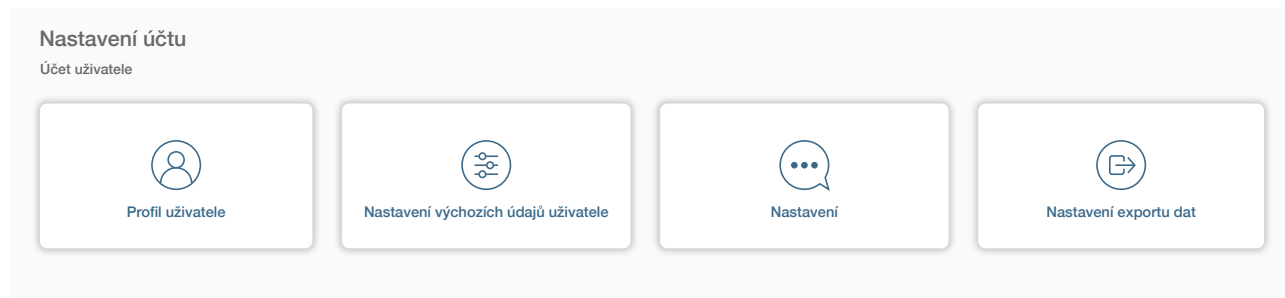 Nastavení účtu
Účet uživatele
Profil uživatele
Nastavení výchozích údajů uživatele
Nastavení
Nastavení exportu dat